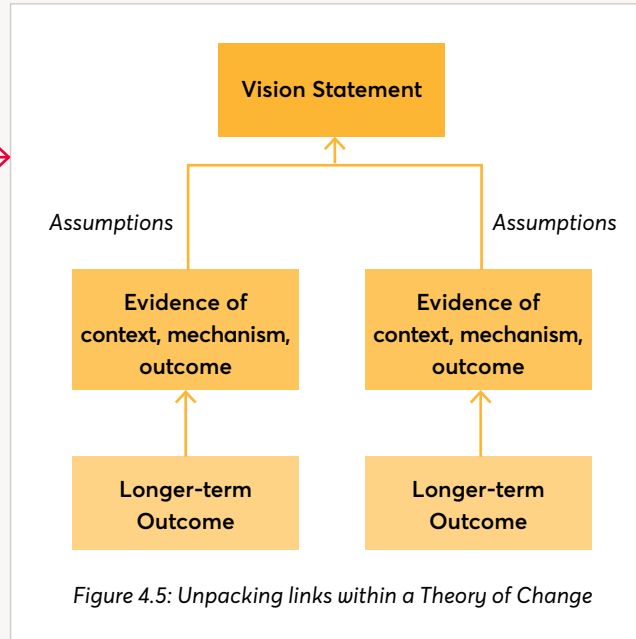 Vision Statement
Assumptions
Assumptions
Evidence of
context, mechanism,
outcome
Evidence of
context, mechanism,
outcome
Longer-term
Outcome
Longer-term
Outcome
Figure 4.5: Unpacking links within a Theory of Change